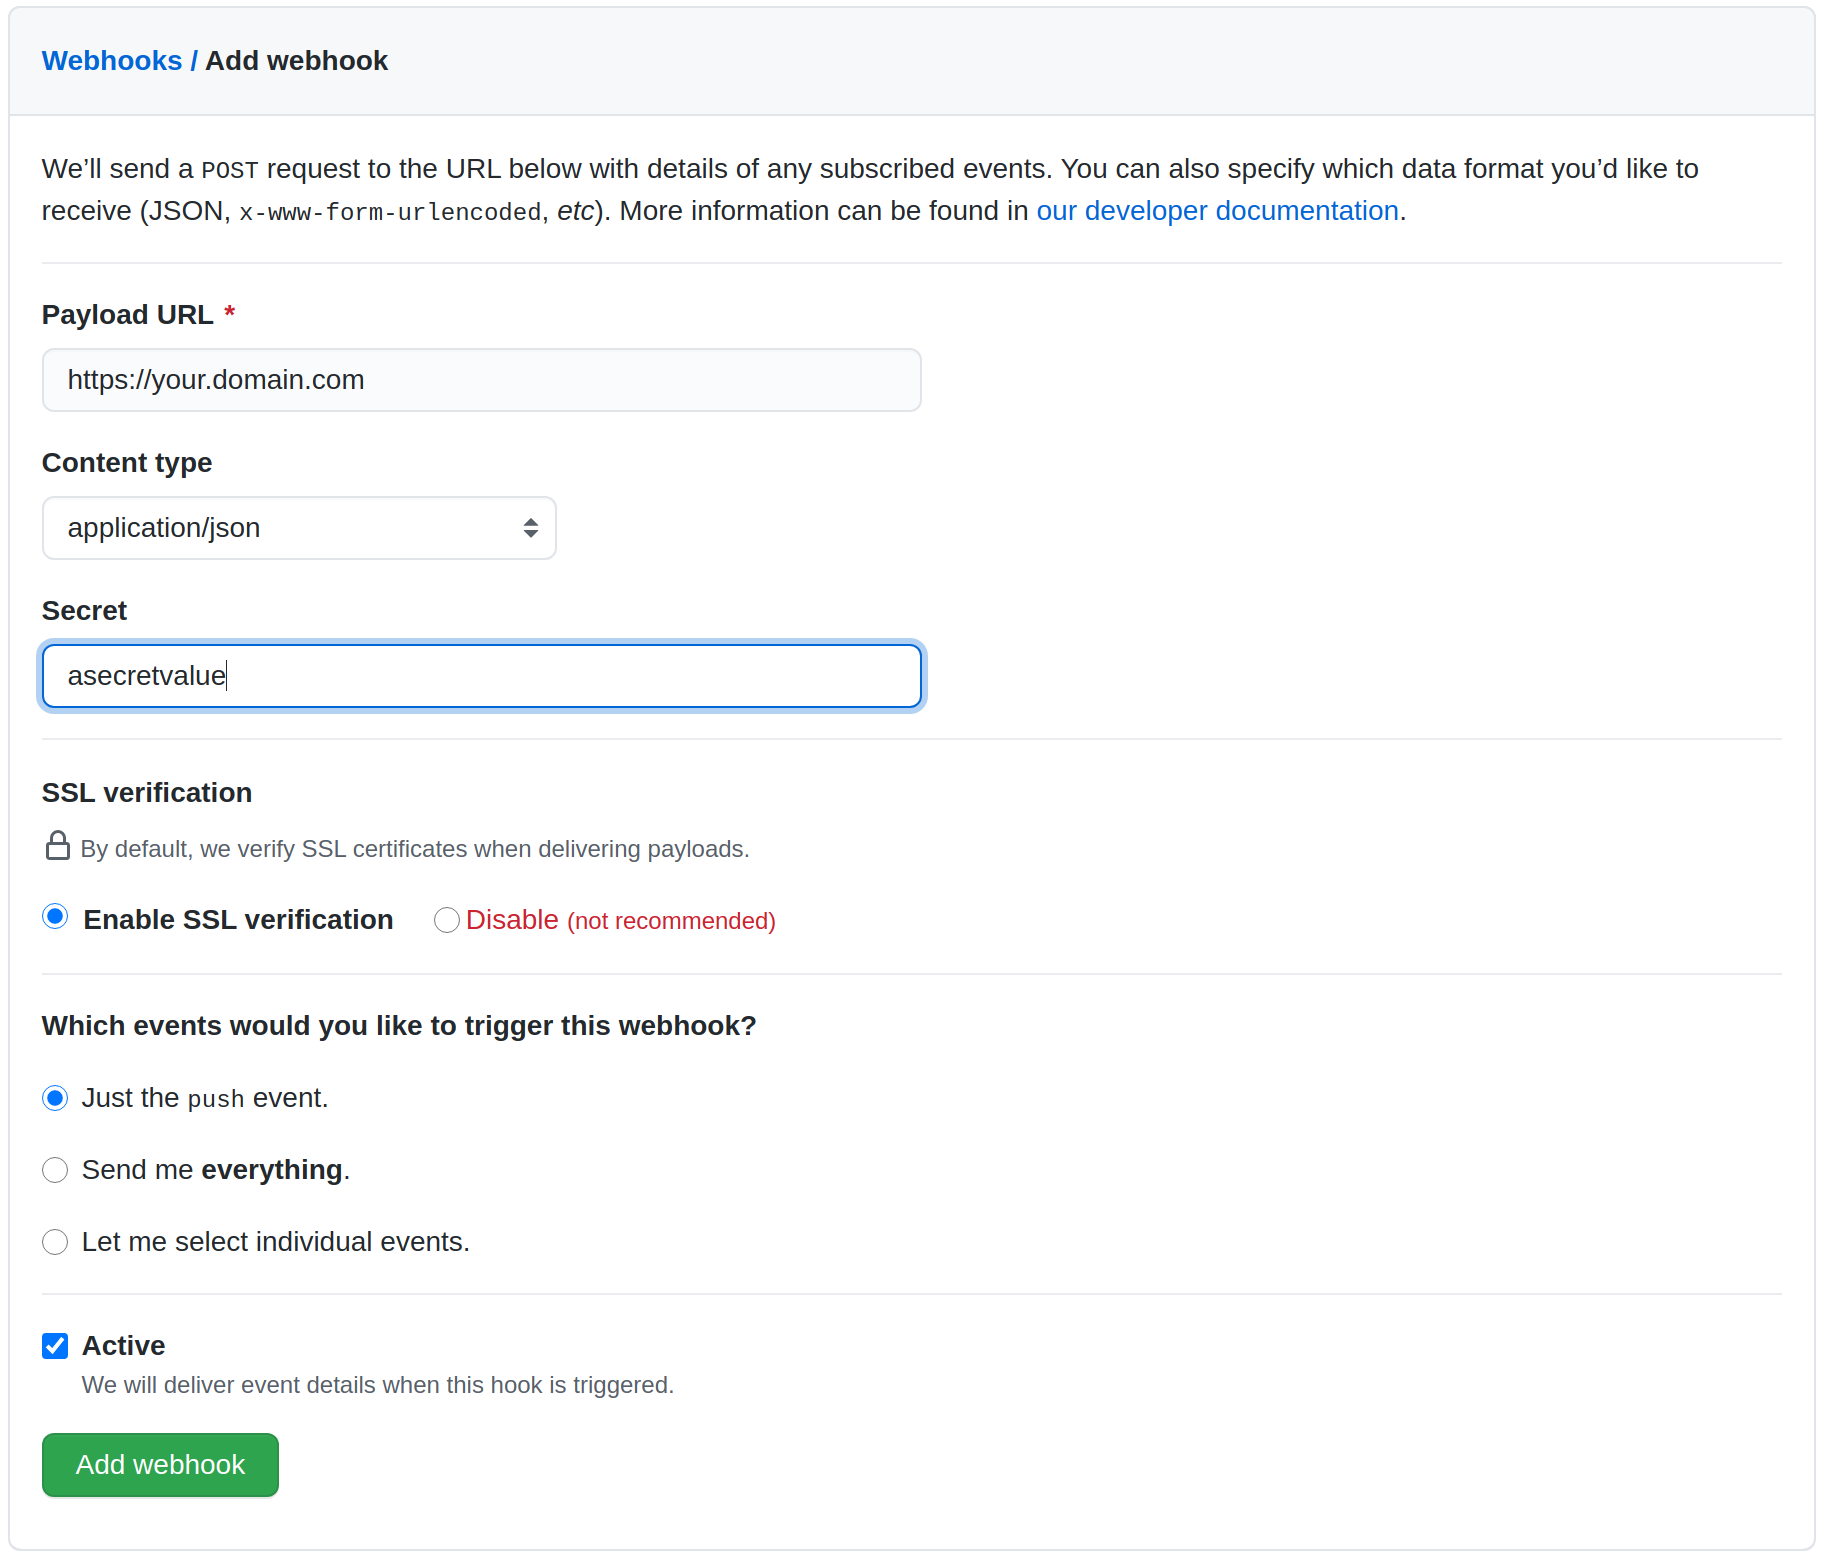 Webhooks / Add webhook
We’ll send a POST request to the URL below with details of any subscribed events. You can also specify which data format you’d like to
receive (JSON, x-www-form-urlencoded, etc). More information can be found in our developer documentation.
Payload URL *
https://your.domain.com
Content type
application/json
Secret
asecretvalue
SSL verification
By default, we verify SSL certificates when delivering payloads.
Enable SSL verification Disable (not recommended)
Which events would you like to trigger this webhook?
Just the push event.
Send me everything.
Let me select individual events.
Active
We will deliver event details when this hook is triggered.
Add webhook